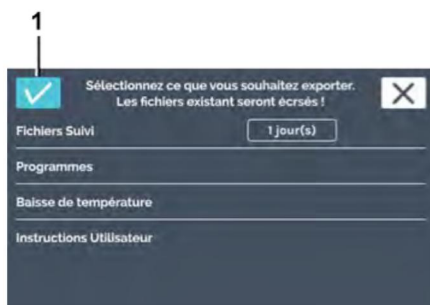 1
Sélectionnez ce que vous souhaitez exporter.
Les fichiers existant seront écrsés !
Fichiers Suivi 1 jour(s)
Programmes
Baisse de température
Instructions Utilisateur